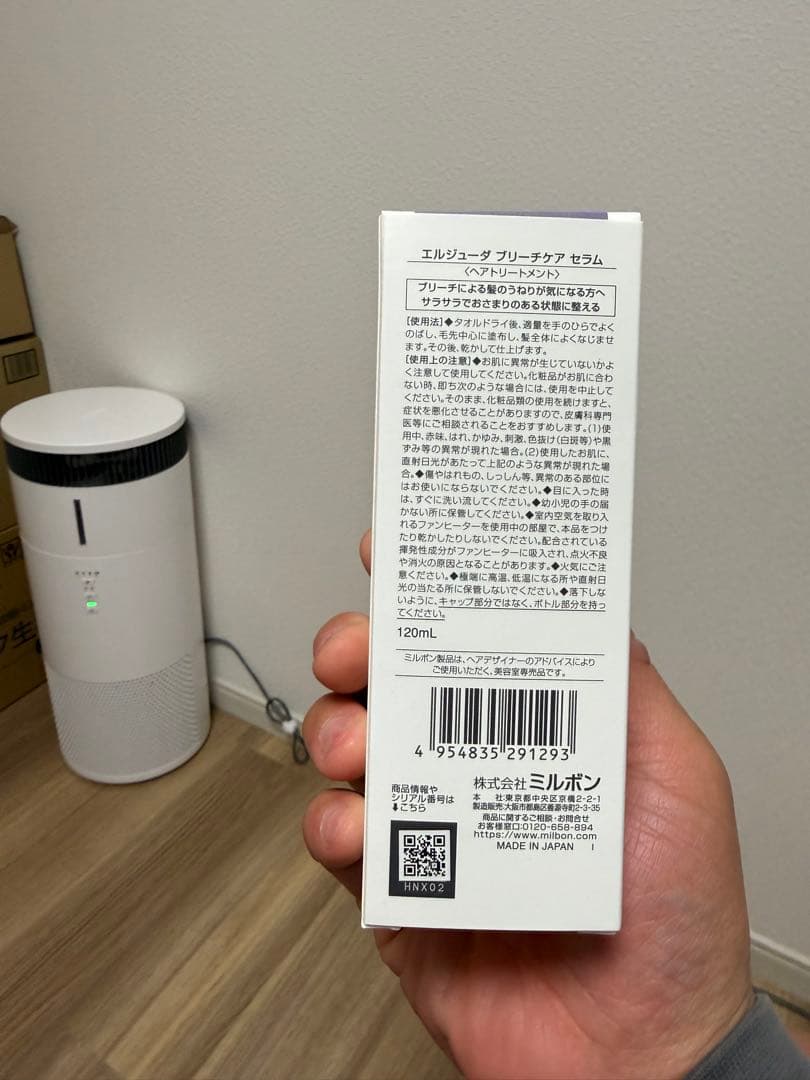 エルジューダ ブリーチケア セラム
〈ヘアトリートメント〉
ブリーチによる髪のうねりが気になる方へ
サラサラでおさまりのある状態に整える
[使用法]◆タオルドライ後、適量を手のひらでよく
のばし、毛先中心に塗布し、髪全体によくなじませ
ます。その後、乾かして仕上げます。
[使用上の注意]◆お肌に異常が生じていないかよ
く注意して使用してください。化粧品がお肌に合わ
ない時、即ち次のような場合には、使用を中止して
ください。そのまま、化粧品類の使用を続けますと、
症状を悪化させることがありますので、皮膚科専門
医等にご相談されることをおすすめします。(1)使
用中、赤味、はれ、かゆみ、刺激、色抜け(白斑等)や黒
ずみ等の異常が現れた場合。(2)使用したお肌に、
直射日光があたって上記のような異常が現れた場
合。◆傷やはれもの、しっしん等、異常のある部位に
はお使いにならないでください。◆目に入った時
は、すぐに洗い流してください。◆幼小児の手の届
かない所に保管してください。◆室内空気を取り入
れるファンヒーターを使用中の部屋で、本品をつけ
たり乾かしたりしないでください。配合されている
揮発性成分がファンヒーターに吸入され、点火不良
や消火の原因となることがあります。◆火気にご注
意ください。◆極端に高温、低温になる所や直射日
光の当たる所に保管しないでください。◆落下しな
いように、キャップ部分ではなく、ボトル部分を持っ
てください。
120mL
ミルボン製品は、ヘアデザイナーのアドバイスにより
ご使用いただく、美容室専売品です。
4 954835 291293
商品情報や
シリアル番号は
⬇こちら
HNX02
株式会社 ミルボン
本 社:東京都中央区京橋2-2-1
製造販売:大阪市都島区善源寺町2-3-35
商品に関するご相談・お問合せ
お客様窓口:0120-658-894
https://www.milbon.com
MADE IN JAPAN I